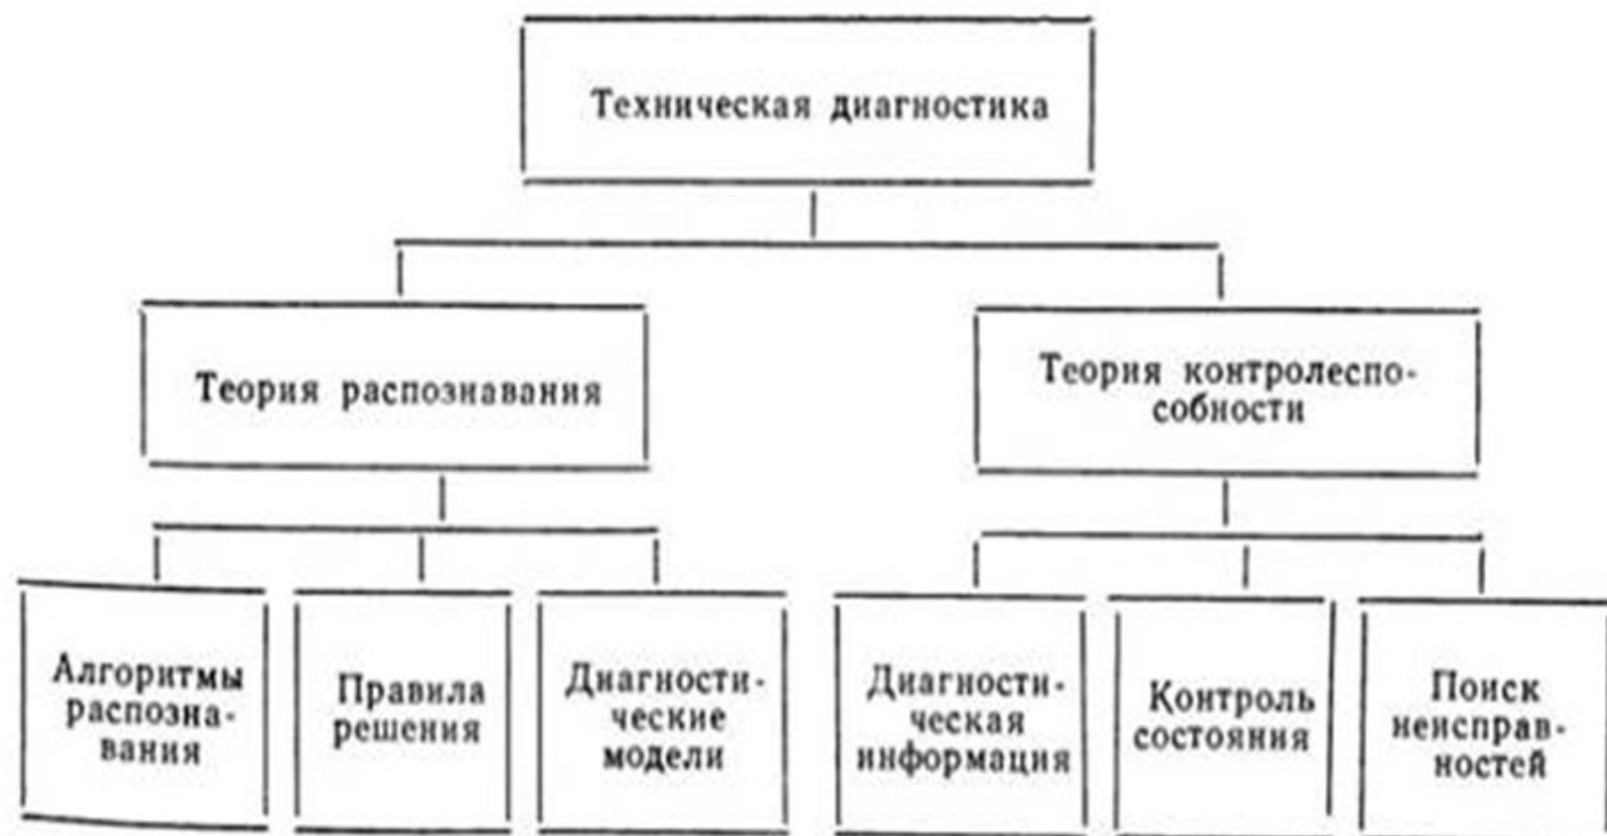 Техническая диагностика
Теория распознавания
Теория контролеспо-
собности
Алгоритмы
распозна-
вания
Правила
решения
Диагности-
ческие
модели
Диагности-
ческая
информация
Контроль
состояния
Поиск
неисправ-
ностей